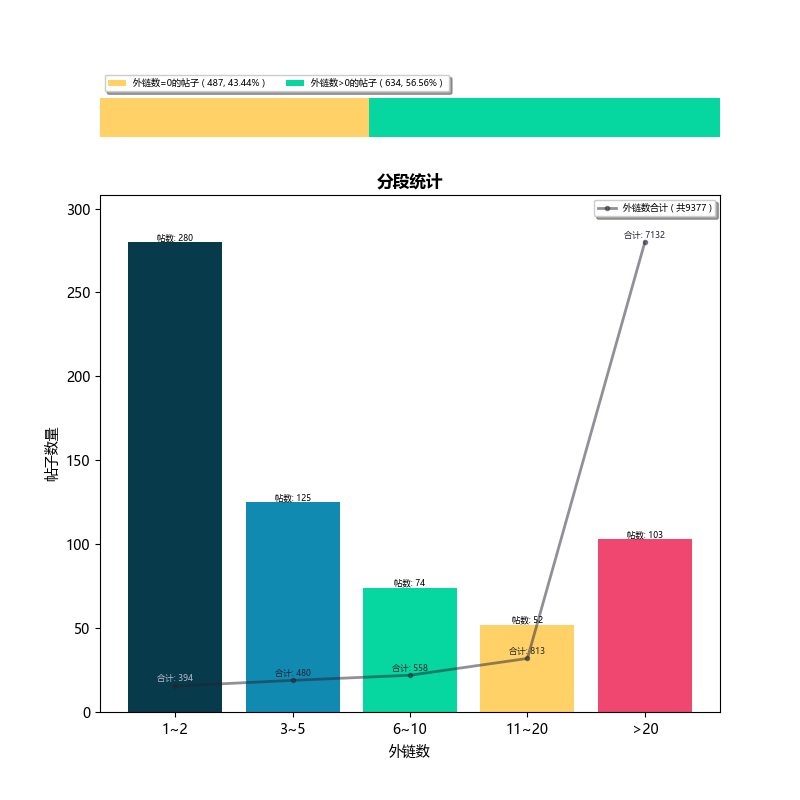 外链数=0的帖子 ( 487, 43.44% )
外链数>0的帖子 ( 634, 56.56% )
分段统计
外链数合计 ( 共9377 )
300
250
200
150
100
50
0
帖子数量
帖数: 280
帖数: 125
帖数: 74
帖数: 52
帖数: 103
合计: 394
合计: 480
合计: 558
合计: 813
合计: 7132
1~2
3~5
6~10
11~20
>20
外链数